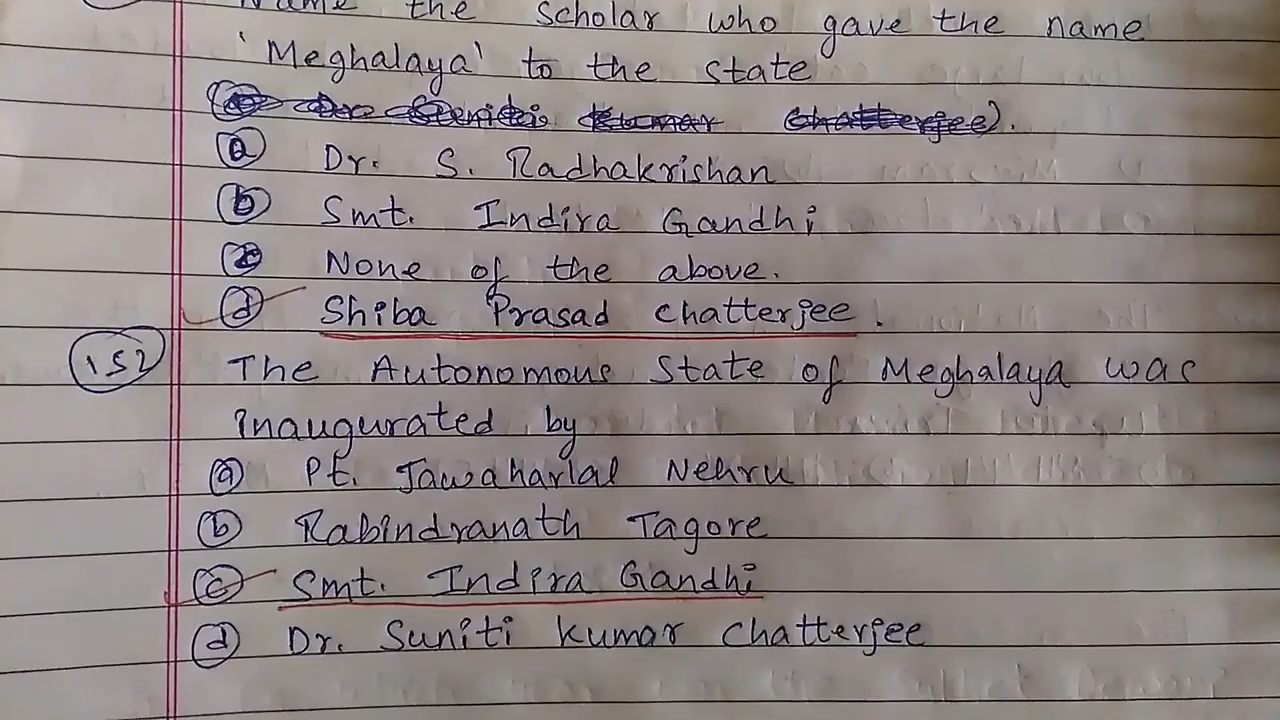 Name the scholar who gave the name
'Meghalaya' to the state
(a) Dr. S. Radhakrishan
(b) Smt. Indira Gandhi
(c) None of the above.
(d) Shiba Prasad Chatterjee.
(152) The Autonomous State of Meghalaya was
inaugurated by
(a) Pt. Jawaharlal Nehru
(b) Rabindranath Tagore
(c) Smt. Indira Gandhi
(d) Dr. Suniti Kumar Chatterjee